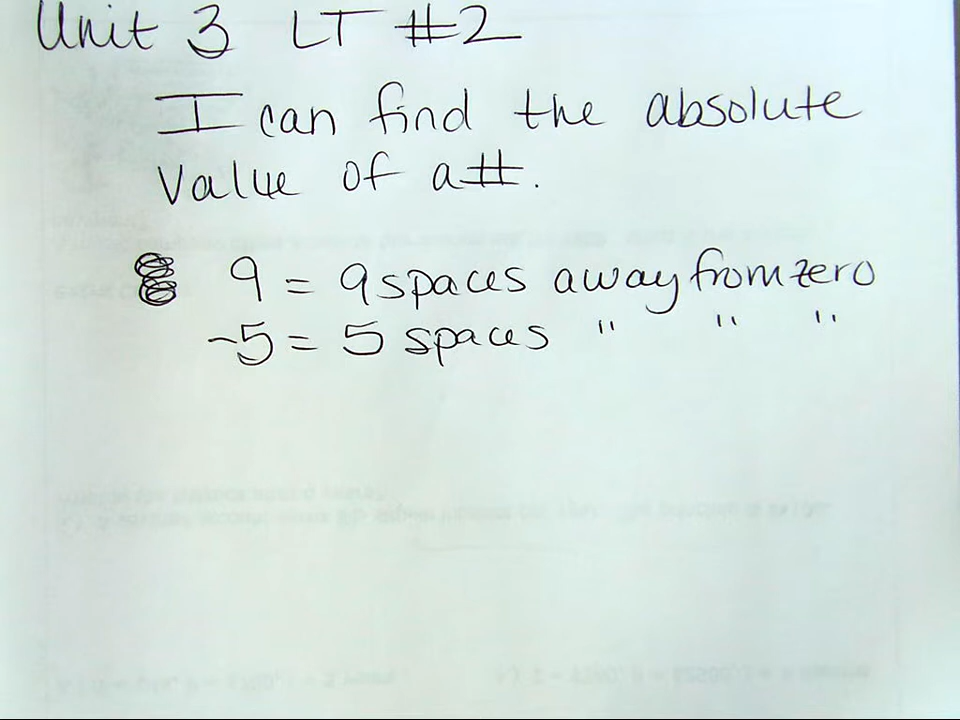 Unit 3 LT #2
I can find the absolute
value of a #.
9 = 9 spaces away from zero
-5 = 5 spaces " " "